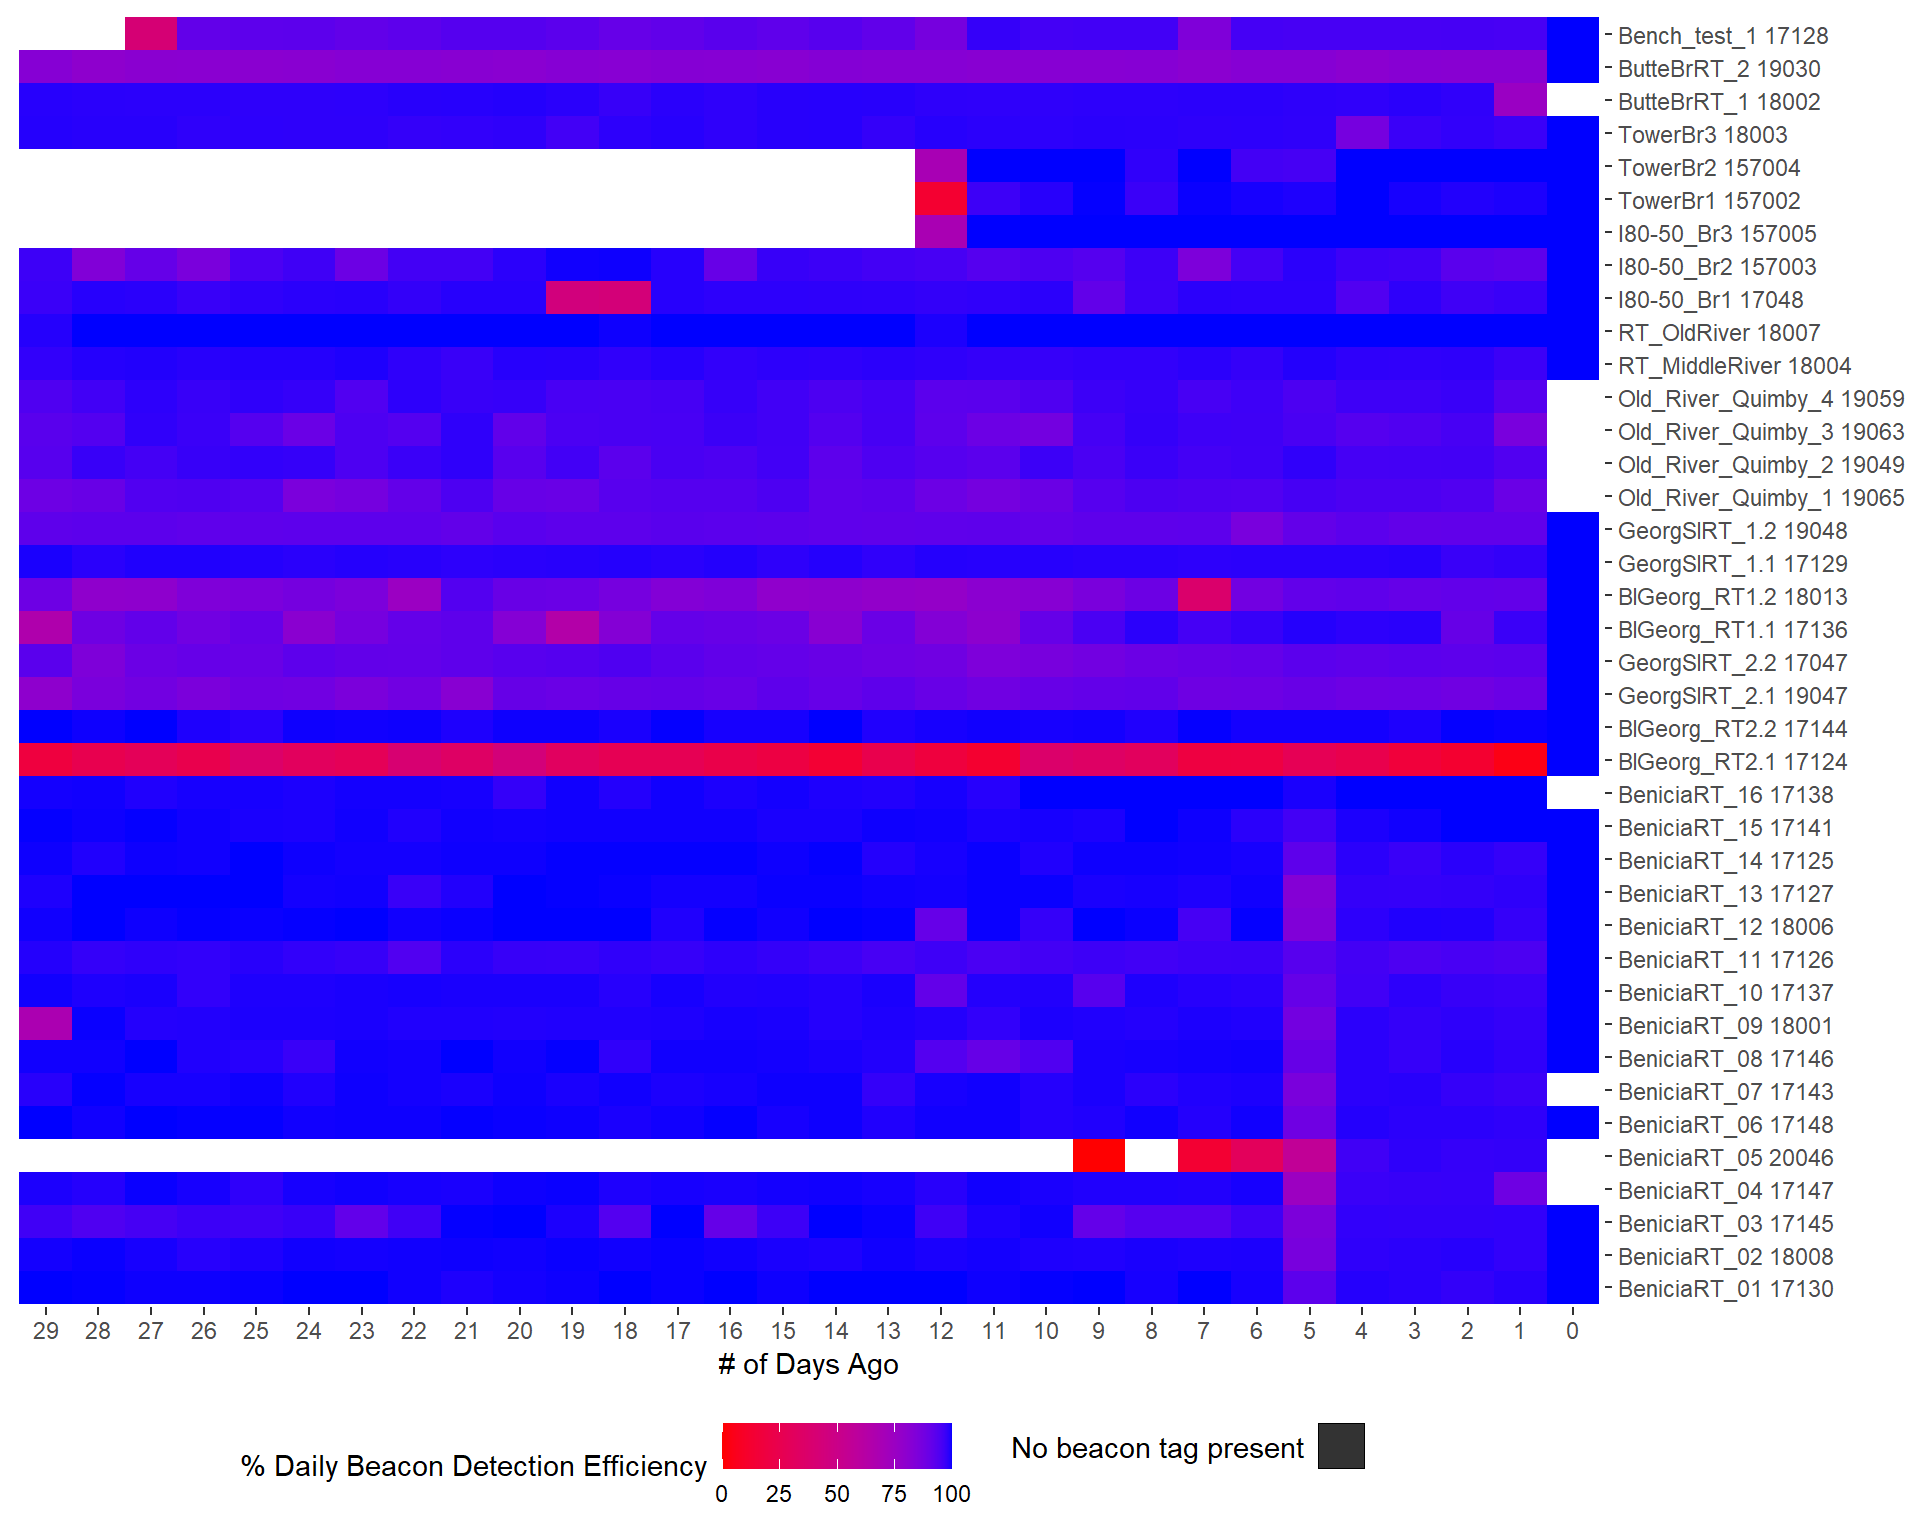 Bench_test_1 17128
ButteBrRT_2 19030
ButteBrRT_1 18002
TowerBr3 18003
TowerBr2 157004
TowerBr1 157002
I80-50_Br3 157005
I80-50_Br2 157003
I80-50_Br1 17048
RT_OldRiver 18007
RT_MiddleRiver 18004
Old_River_Quimby_4 19059
Old_River_Quimby_3 19063
Old_River_Quimby_2 19049
Old_River_Quimby_1 19065
GeorgSlRT_1.2 19048
GeorgSlRT_1.1 17129
BlGeorg_RT1.2 18013
BlGeorg_RT1.1 17136
GeorgSlRT_2.2 17047
GeorgSlRT_2.1 19047
BlGeorg_RT2.2 17144
BlGeorg_RT2.1 17124
BeniciaRT_16 17138
BeniciaRT_15 17141
BeniciaRT_14 17125
BeniciaRT_13 17127
BeniciaRT_12 18006
BeniciaRT_11 17126
BeniciaRT_10 17137
BeniciaRT_09 18001
BeniciaRT_08 17146
BeniciaRT_07 17143
BeniciaRT_06 17148
BeniciaRT_05 20046
BeniciaRT_04 17147
BeniciaRT_03 17145
BeniciaRT_02 18008
BeniciaRT_01 17130
29 28 27 26 25 24 23 22 21 20 19 18 17 16 15 14 13 12 11 10 9 8 7 6 5 4 3 2 1 0
# of Days Ago
% Daily Beacon Detection Efficiency
0 25 50 75 100
No beacon tag present